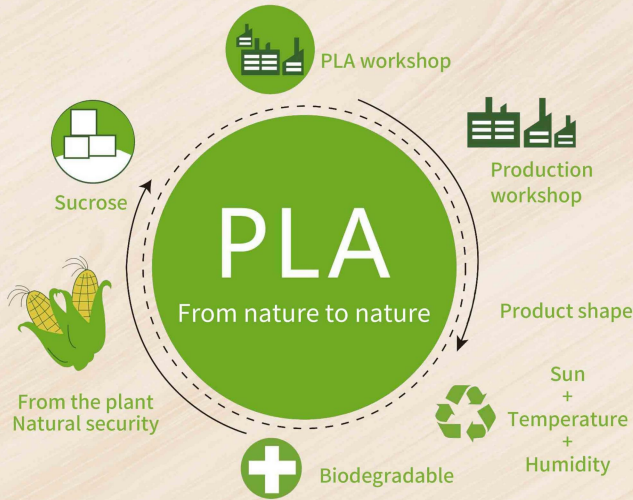 PLA workshop
Production
workshop
Product shape
Sun
+
Temperature
+
Humidity
Biodegradable
From the plant
Natural security
Sucrose
PLA
From nature to nature